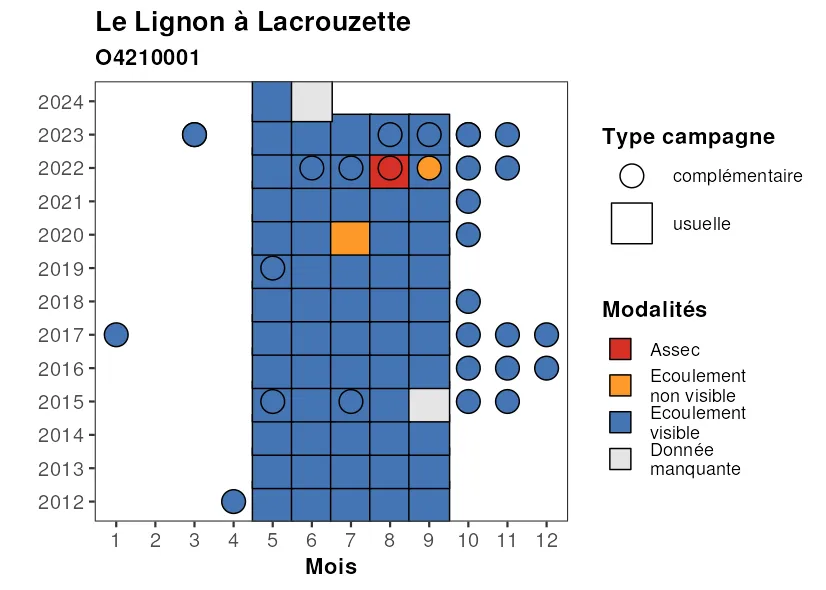 Le Lignon à Lacrouzette
O4210001
2024
2023
2022
2021
2020
2019
2018
2017
2016
2015
2014
2013
2012
1 2 3 4 5 6 7 8 9 10 11 12
Mois
Type campagne
complémentaire
usuelle
Modalités
Assec
Ecoulement
non visible
Ecoulement
visible
Donnée
manquante